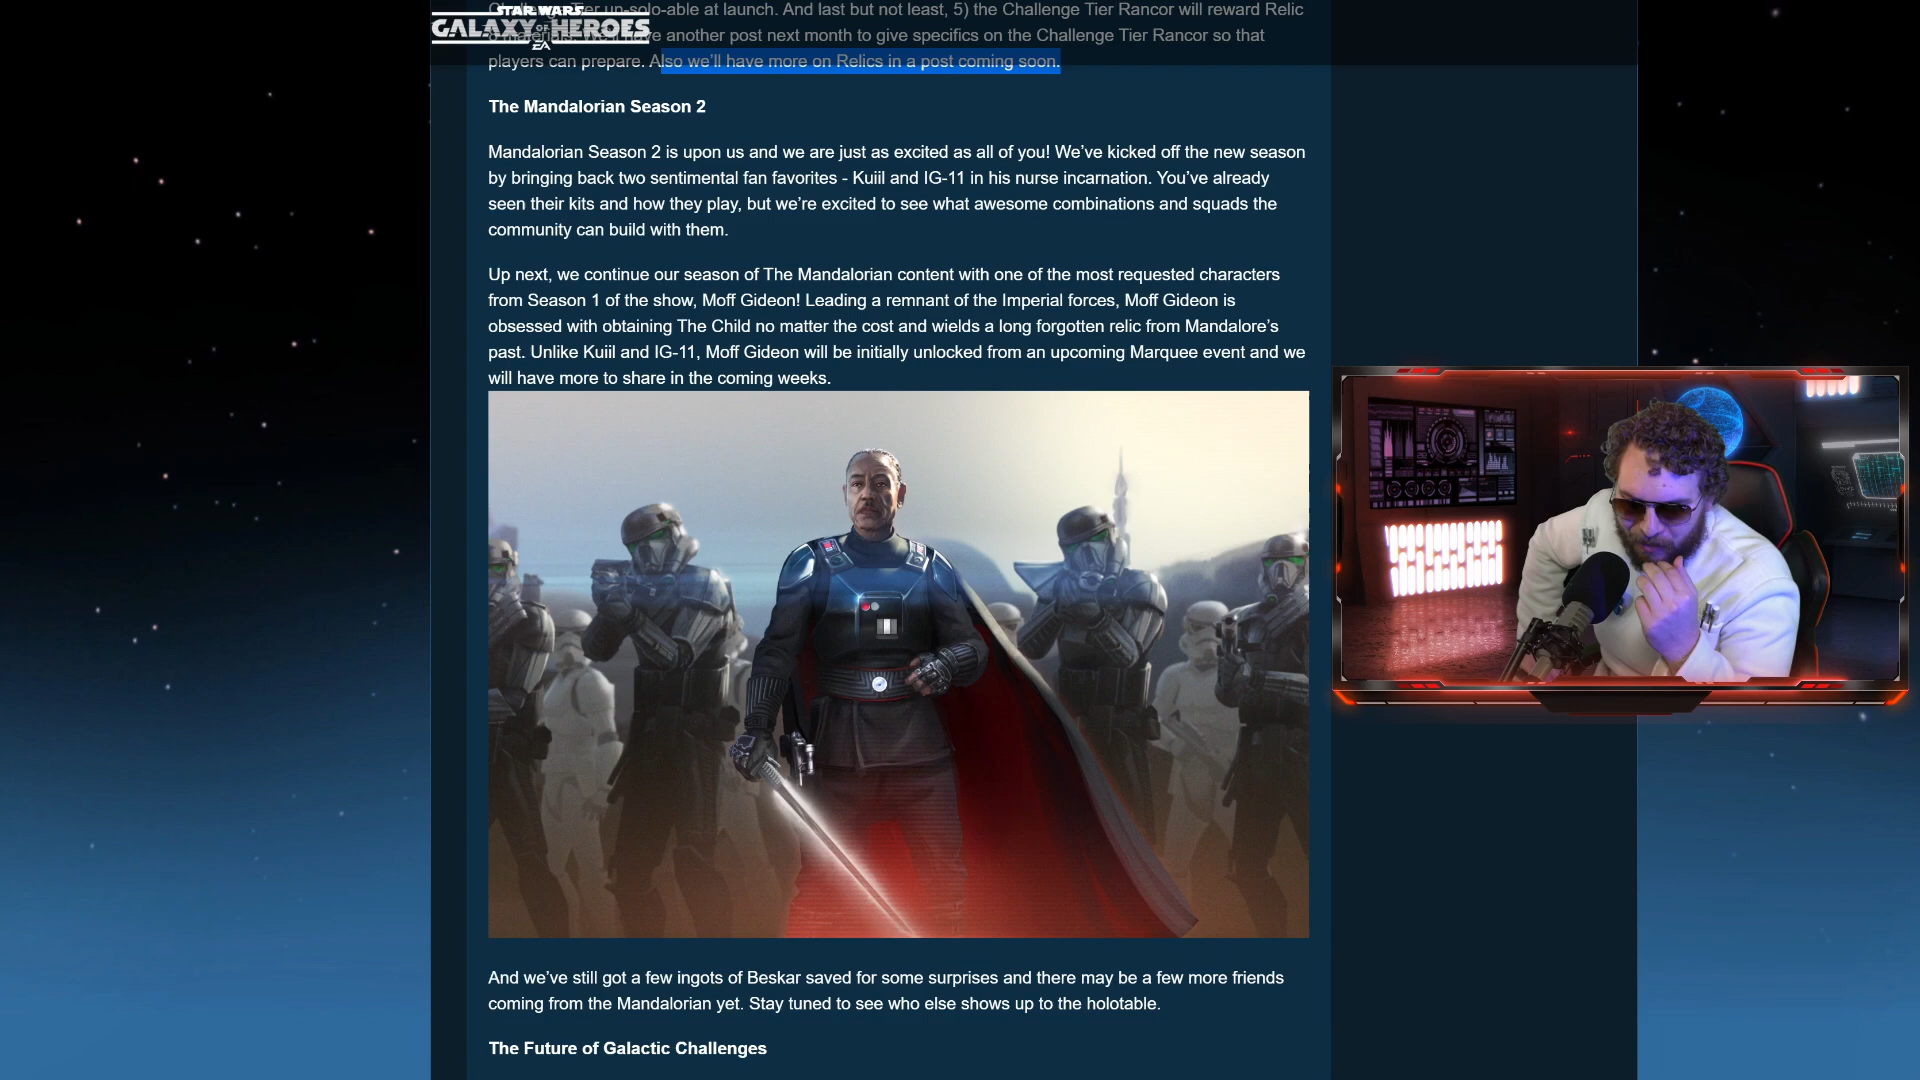 Challenge Tier un-solo-able at launch. And last but not least, 5) the Challenge Tier Rancor will reward Relic
8 materials. We'll have another post next month to give specifics on the Challenge Tier Rancor so that
players can prepare. Also we'll have more on Relics in a post coming soon.
STAR WARS
GALAXY OF HEROES
EA
The Mandalorian Season 2
Mandalorian Season 2 is upon us and we are just as excited as all of you! We've kicked off the new season
by bringing back two sentimental fan favorites - Kuiil and IG-11 in his nurse incarnation. You've already
seen their kits and how they play, but we're excited to see what awesome combinations and squads the
community can build with them.
Up next, we continue our season of The Mandalorian content with one of the most requested characters
from Season 1 of the show, Moff Gideon! Leading a remnant of the Imperial forces, Moff Gideon is
obsessed with obtaining The Child no matter the cost and wields a long forgotten relic from Mandalore's
past. Unlike Kuiil and IG-11, Moff Gideon will be initially unlocked from an upcoming Marquee event and we
will have more to share in the coming weeks.
And we've still got a few ingots of Beskar saved for some surprises and there may be a few more friends
coming from the Mandalorian yet. Stay tuned to see who else shows up to the holotable.
The Future of Galactic Challenges